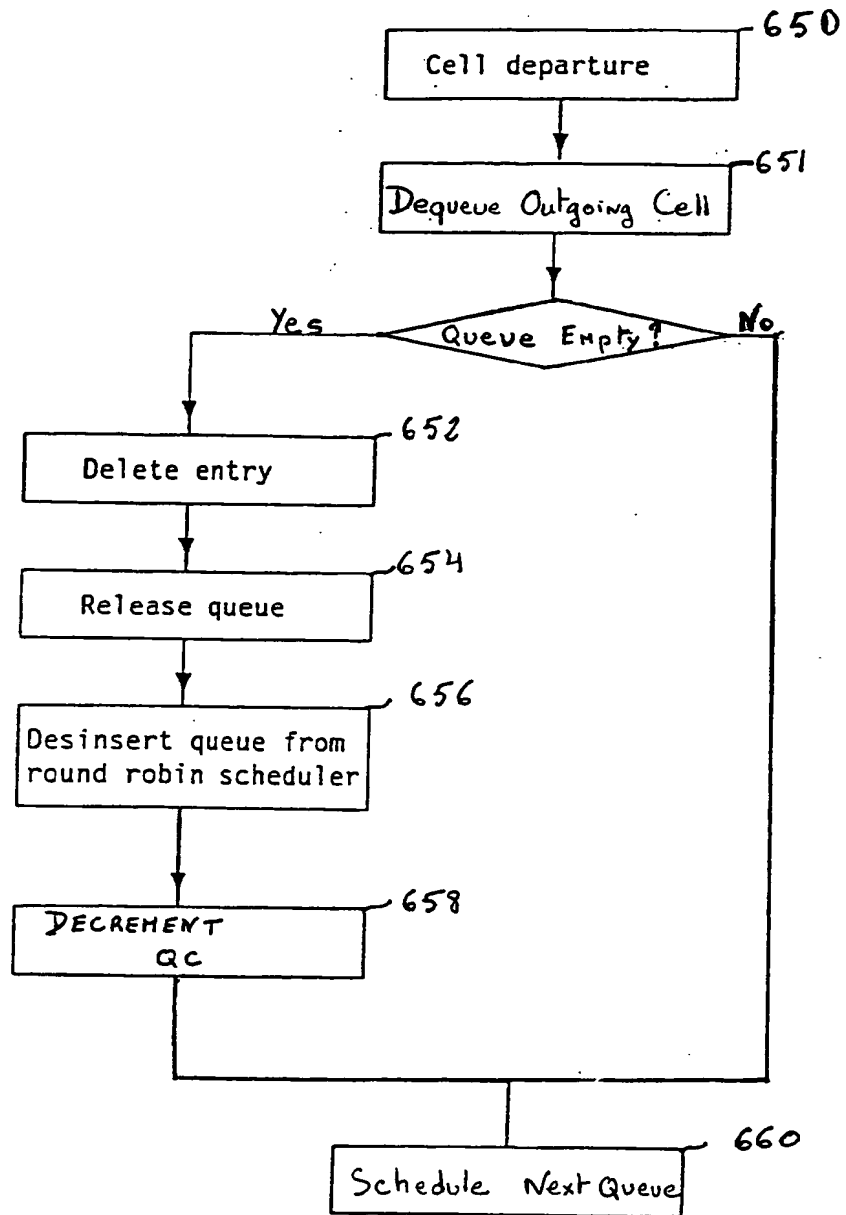 650
Cell departure
651
Dequeue Outgoing Cell
Yes
Queue Empty?
No
652
Delete entry
654
Release queue
656
Desinsert queue from
round robin scheduler
658
DECREMENT
QC
660
Schedule Next Queue